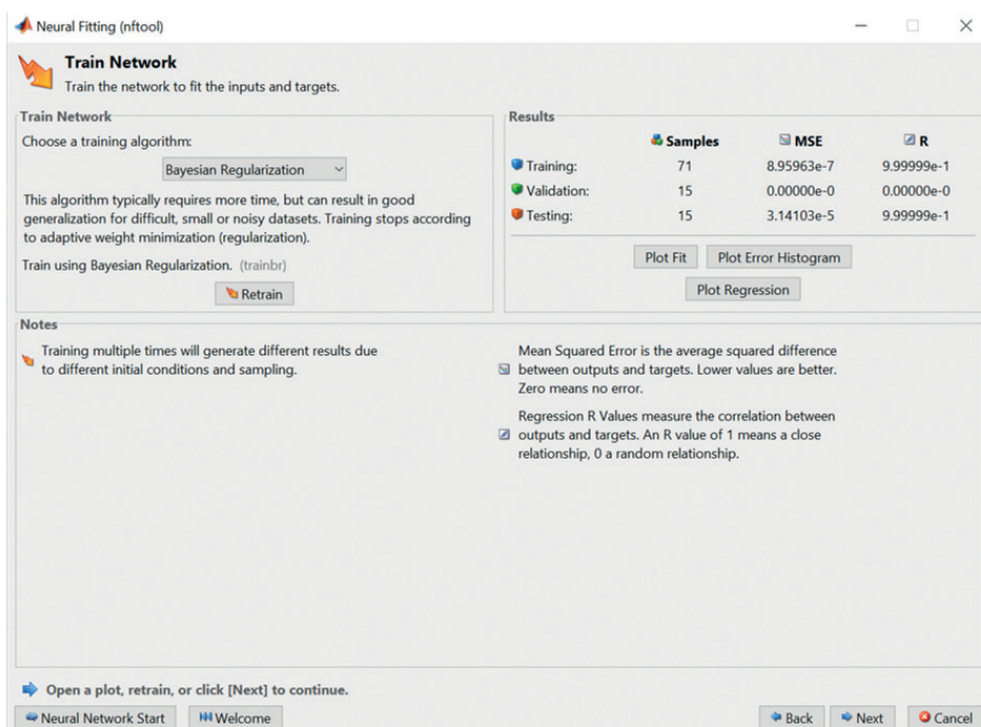 Neural Fitting (nftool)
Train Network
Train the network to fit the inputs and targets.
Train Network
Choose a training algorithm:
Bayesian Regularization
This algorithm typically requires more time, but can result in good
generalization for difficult, small or noisy datasets. Training stops according
to adaptive weight minimization (regularization).
Train using Bayesian Regularization. (trainbr)
Retrain
Results
Samples MSE R
Training: 71 8.95963e-7 9.99999e-1
Validation: 15 0.00000e-0 0.00000e-0
Testing: 15 3.14103e-5 9.99999e-1
Plot Fit Plot Error Histogram
Plot Regression
Notes
Training multiple times will generate different results due
to different initial conditions and sampling.
Mean Squared Error is the average squared difference
between outputs and targets. Lower values are better.
Zero means no error.
Regression R Values measure the correlation between
outputs and targets. An R value of 1 means a close
relationship, 0 a random relationship.
Open a plot, retrain, or click [Next] to continue.
Neural Network Start Welcome Back Next Cancel